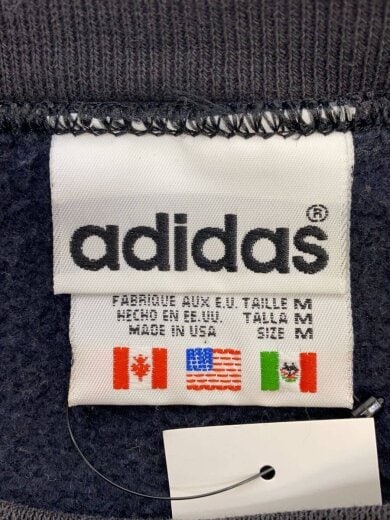 adidas®
FABRIQUE AUX E.U. TAILLE M
HECHO EN EE.UU. TALLA M
MADE IN USA SIZE M